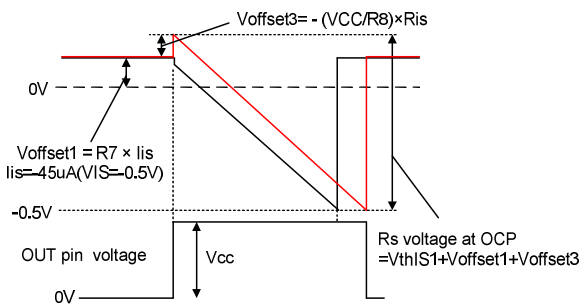 Voffset3= - (VCC/R8)×Ris
0V
Voffset1 = R7 × Iis
Iis=-45uA(VIS=-0.5V)
-0.5V
OUT pin voltage
Vcc
Rs voltage at OCP
=VthIS1+Voffset1+Voffset3
0V